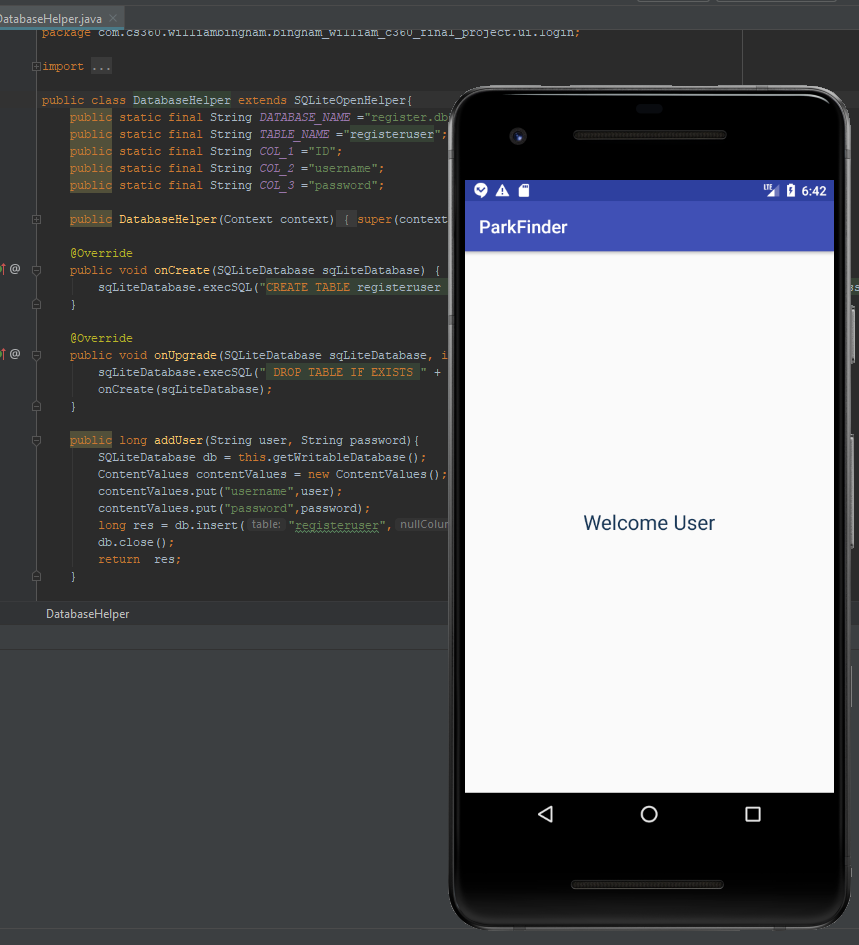 DatabaseHelper.java
package com.cs360.williambingham.bingham_william_c360_final_project.ui.login;
import ...
public class DatabaseHelper extends SQLiteOpenHelper{
public static final String DATABASE_NAME ="register.db
public static final String TABLE_NAME ="registeruser";
public static final String COL_1 ="ID";
public static final String COL_2 ="username";
public static final String COL_3 ="password";
public DatabaseHelper(Context context) { super(context
@Override
public void onCreate(SQLiteDatabase sqLiteDatabase) {
sqLiteDatabase.execSQL("CREATE TABLE registeruser
}
@Override
public void onUpgrade(SQLiteDatabase sqLiteDatabase, i
sqLiteDatabase.execSQL(" DROP TABLE IF EXISTS " +
onCreate(sqLiteDatabase);
}
public long addUser(String user, String password){
SQLiteDatabase db = this.getWritableDatabase();
ContentValues contentValues = new ContentValues();
contentValues.put("username",user);
contentValues.put("password",password);
long res = db.insert( table: "registeruser", nullColu
db.close();
return res;
}
DatabaseHelper
LTE 6:42
ParkFinder
Welcome User